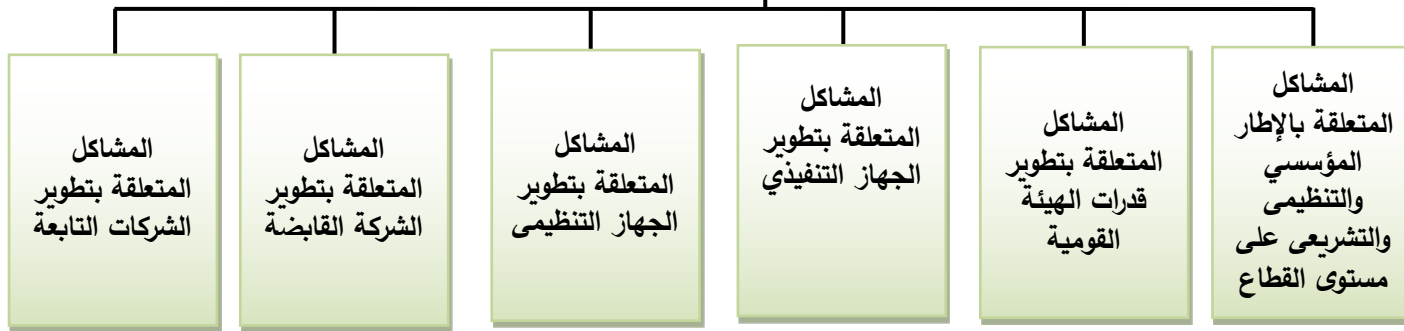 المشاكل
المتعلقة بالإطار
المؤسسي
والتنظيمى
والتشريعى على
مستوى القطاع
المشاكل
المتعلقة بتطوير
قدرات الهيئة
القومية
المشاكل
المتعلقة بتطوير
الجهاز التنفيذي
المشاكل
المتعلقة بتطوير
الجهاز التنظيمى
المشاكل
المتعلقة بتطوير
الشركة القابضة
المشاكل
المتعلقة بتطوير
الشركات التابعة